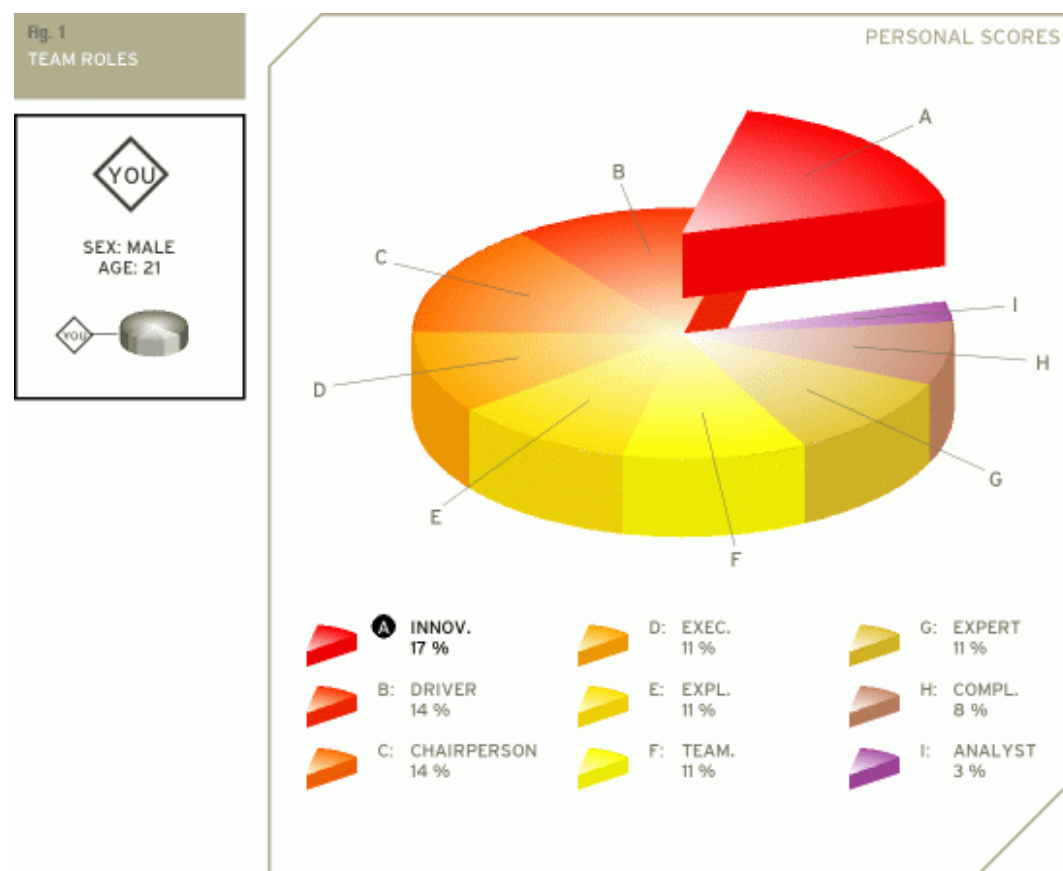 Fig. 1
TEAM ROLES
YOU
SEX: MALE
AGE: 21
YOU
PERSONAL SCORES
A
B
C
I
H
D
G
E
F
A INNOV.
17 %
B: DRIVER
14 %
C: CHAIRPERSON
14 %
D: EXEC.
11 %
E: EXPL.
11 %
F: TEAM.
11 %
G: EXPERT
11 %
H: COMPL.
8 %
I: ANALYST
3 %